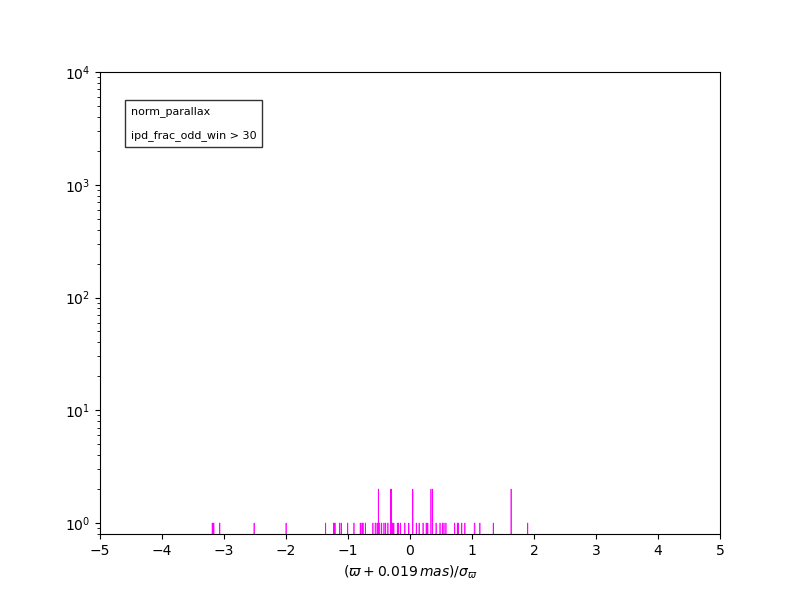 10⁴
norm_parallax
ipd_frac_odd_win > 30
10³
10²
10¹
10⁰
−5 −4 −3 −2 −1 0 1 2 3 4 5
(ϖ + 0.019 mas)/σ_ϖ